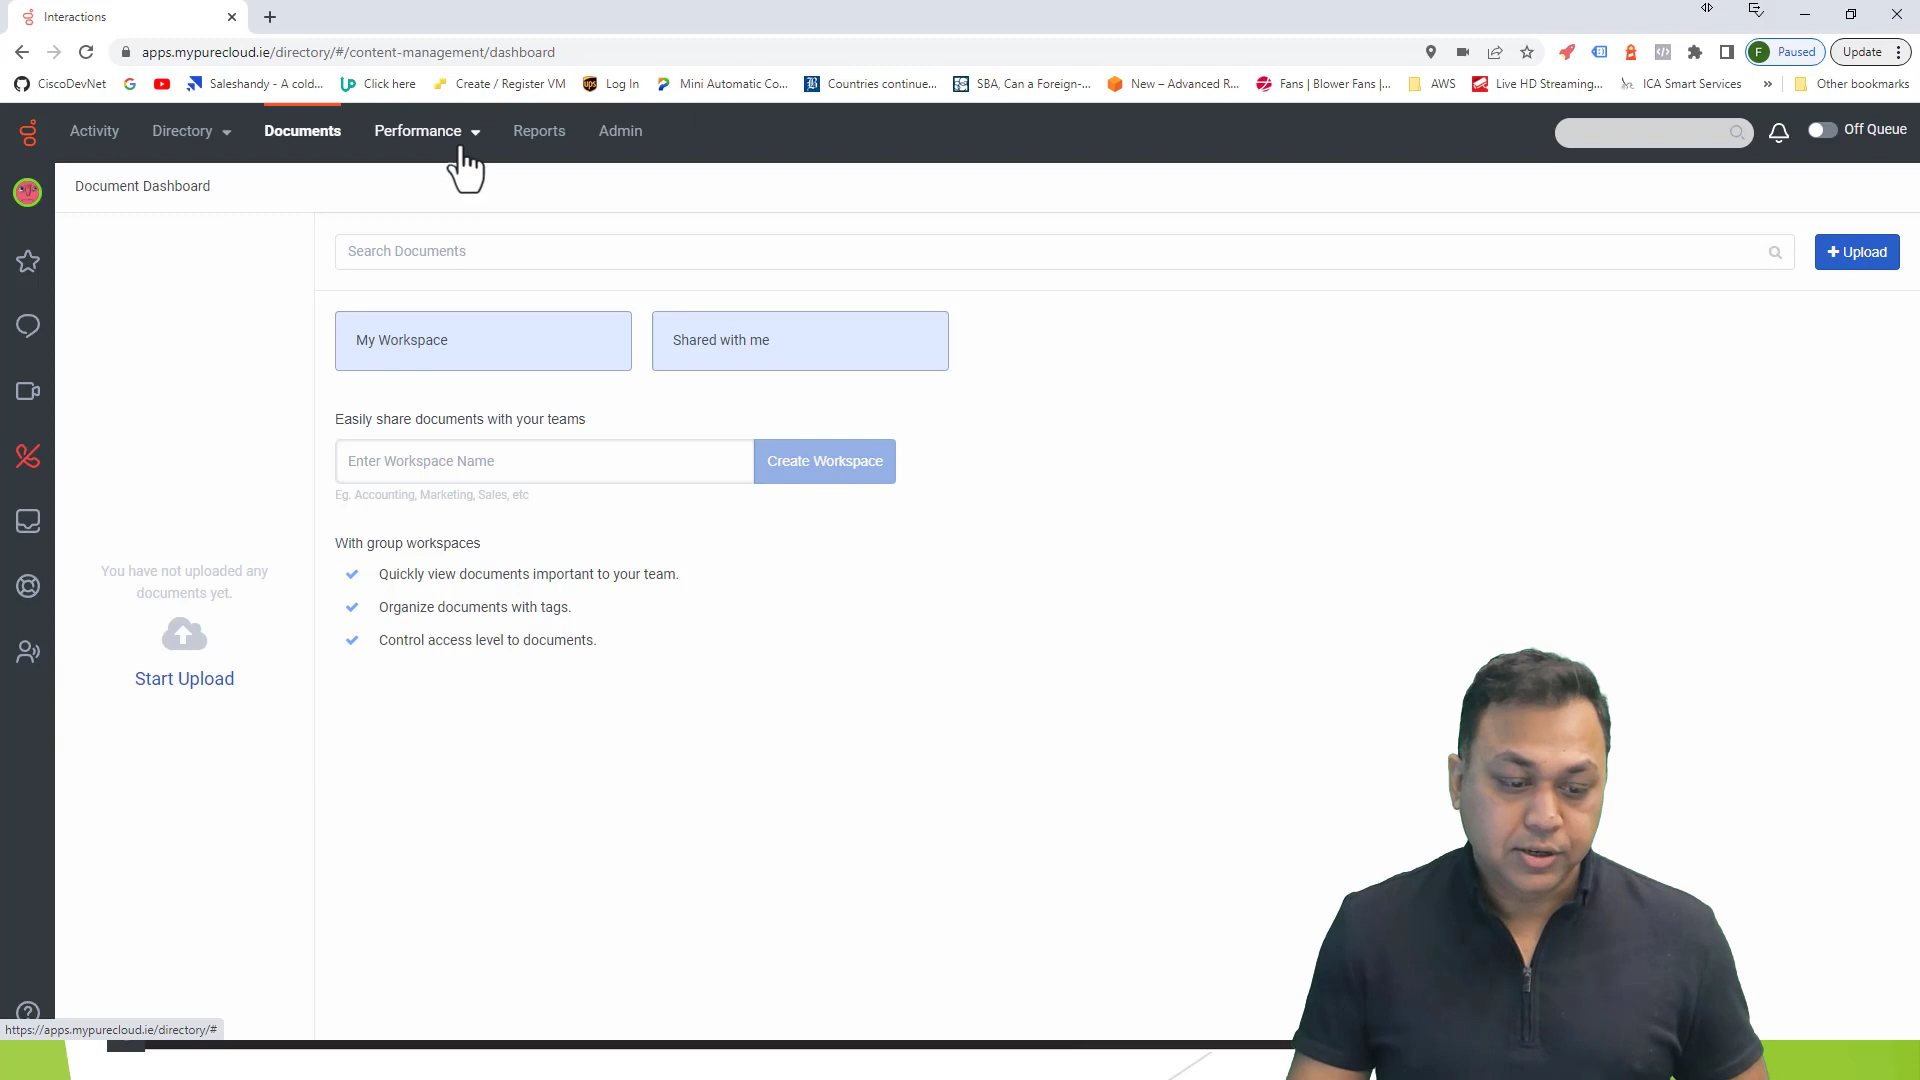 Interactions
apps.mypurecloud.ie/directory/#/content-management/dashboard
F Paused Update
CiscoDevNet Saleshandy - A cold... Click here Create / Register VM Log In Mini Automatic Co... Countries continue... SBA, Can a Foreign-... New – Advanced R... Fans | Blower Fans |... AWS Live HD Streaming... ICA Smart Services » Other bookmarks
Activity Directory Documents Performance Reports Admin Off Queue
Document Dashboard
Search Documents
+ Upload
My Workspace Shared with me
Easily share documents with your teams
Enter Workspace Name Create Workspace
Eg. Accounting, Marketing, Sales, etc
With group workspaces
Quickly view documents important to your team.
Organize documents with tags.
Control access level to documents.
You have not uploaded any
documents yet.
Start Upload
https://apps.mypurecloud.ie/directory/#